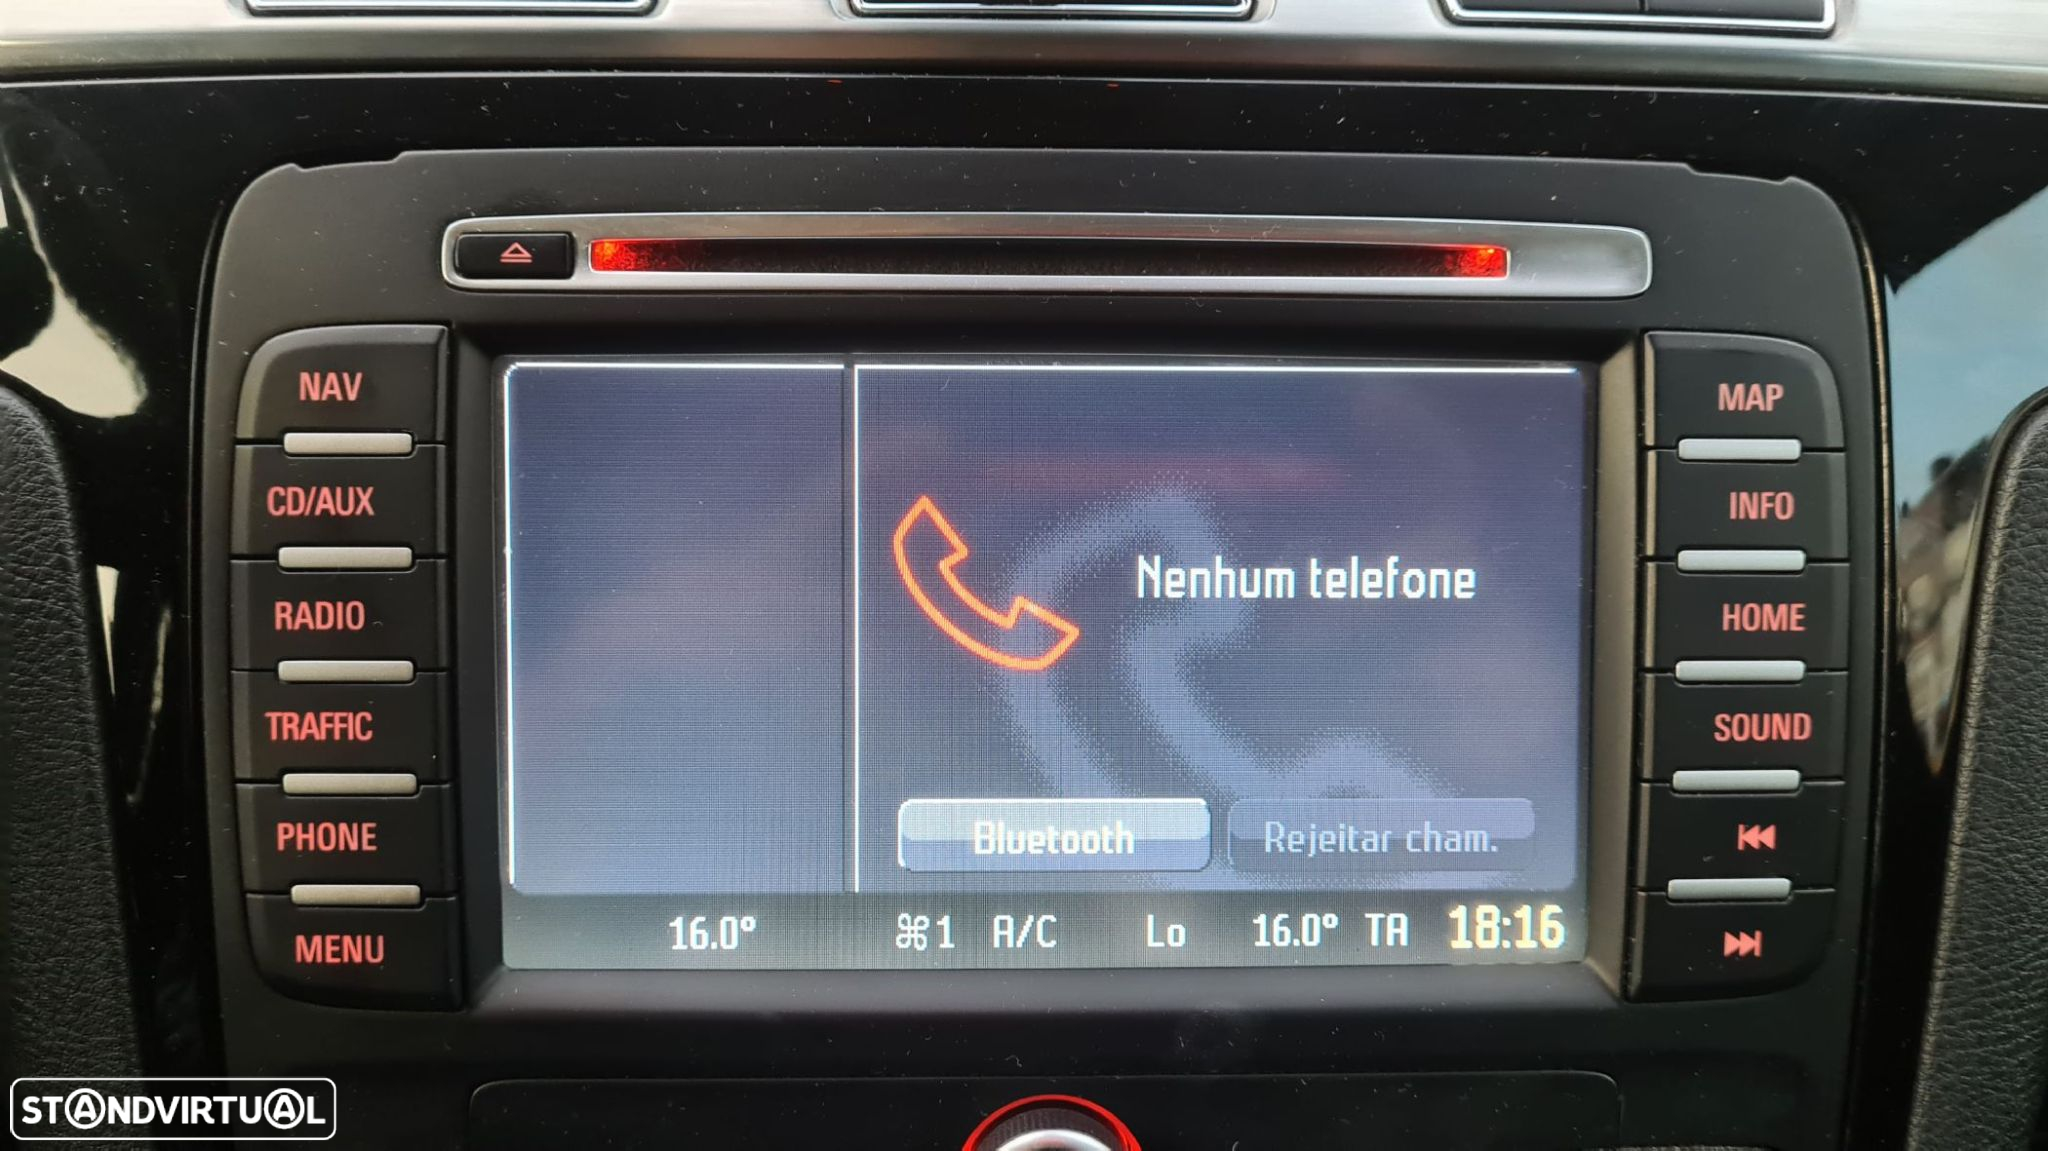 NAV
CD/AUX
RADIO
TRAFFIC
PHONE
MENU
Nenhum telefone
Bluetooth
Rejeitar cham.
16.0° ⌘1 A/C Lo 16.0° TA 18:16
MAP
INFO
HOME
SOUND
STANDVIRTUAL